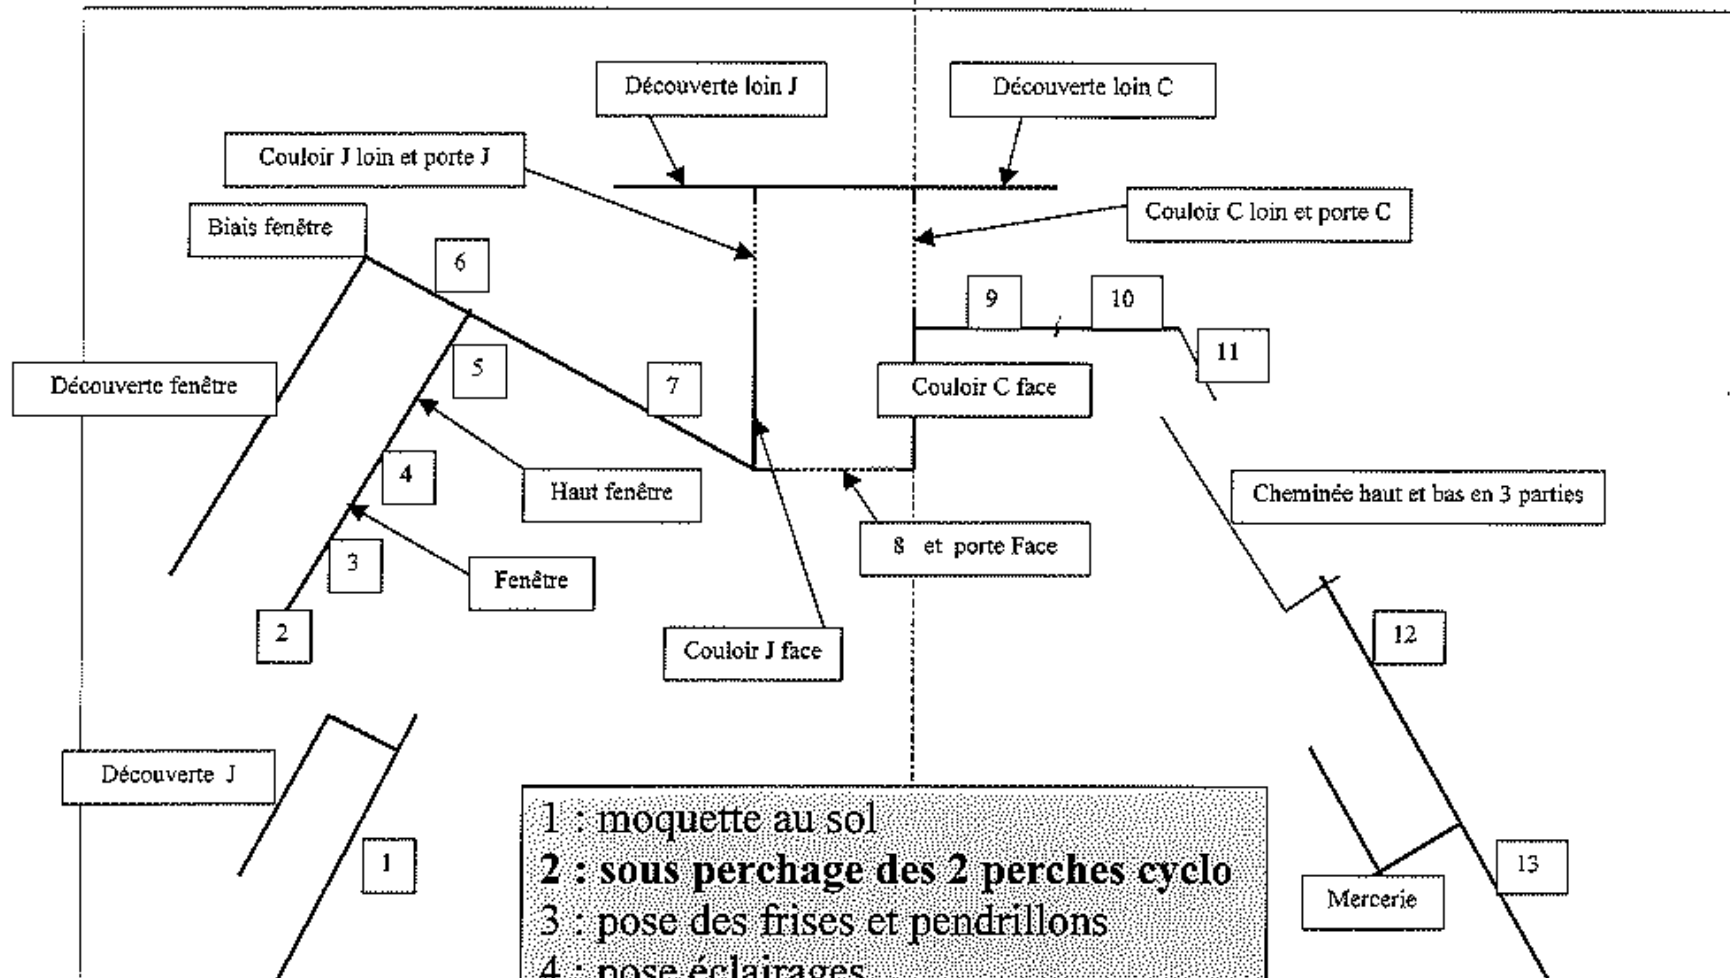 Découverte loin J
Découverte loin C
Couloir J loin et porte J
Couloir C loin et porte C
Biais fenêtre
6
9
10
11
5
Découverte fenêtre
7
Couloir C face
4
Haut fenêtre
Cheminée haut et bas en 3 parties
8 et porte Face
3
Fenêtre
2
12
Couloir J face
Découverte J
1
13
Mercerie
1 : moquette au sol
2 : sous perchage des 2 perches cyclo
3 : pose des frises et pendrillons
4 : pose éclairages